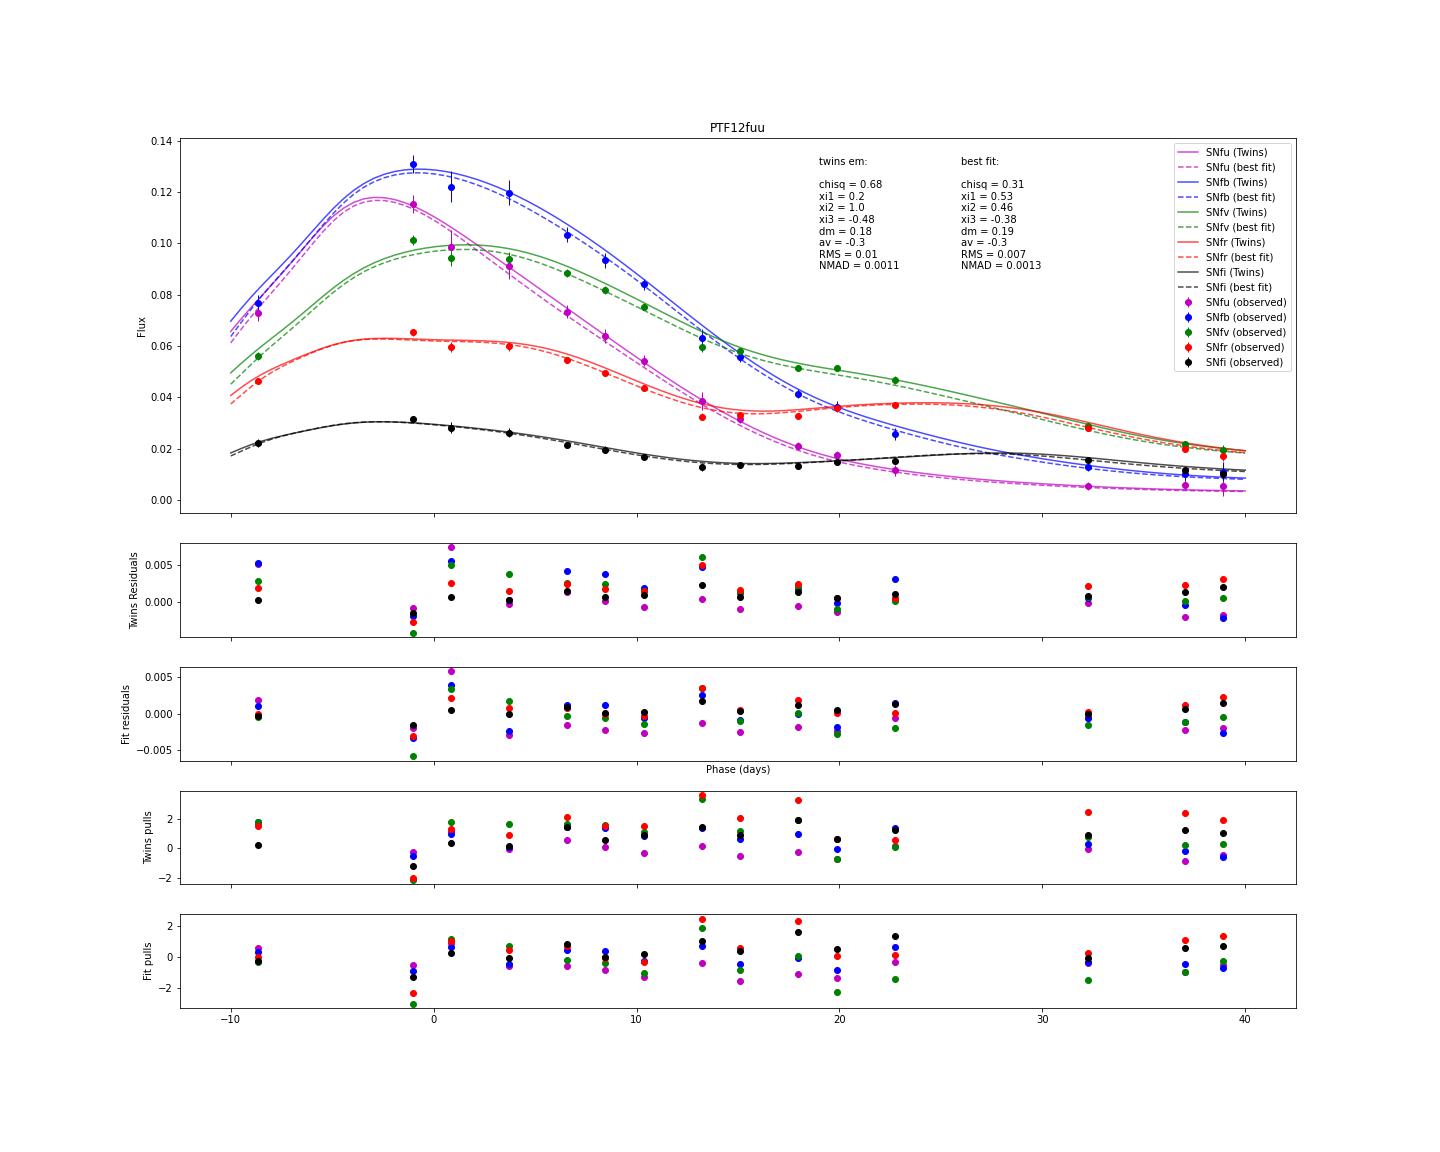 PTF12fuu
0.14
0.12
0.10
0.08
0.06
0.04
0.02
0.00
Flux
twins em:
chisq = 0.68
xi1 = 0.2
xi2 = 1.0
xi3 = -0.48
dm = 0.18
av = -0.3
RMS = 0.01
NMAD = 0.0011
best fit:
chisq = 0.31
xi1 = 0.53
xi2 = 0.46
xi3 = -0.38
dm = 0.19
av = -0.3
RMS = 0.007
NMAD = 0.0013
SNfu (Twins)
SNfu (best fit)
SNfb (Twins)
SNfb (best fit)
SNfv (Twins)
SNfv (best fit)
SNfr (Twins)
SNfr (best fit)
SNfi (Twins)
SNfi (best fit)
SNfu (observed)
SNfb (observed)
SNfv (observed)
SNfr (observed)
SNfi (observed)
0.005
0.000
Twins Residuals
0.005
0.000
−0.005
Fit residuals
Phase (days)
2
0
−2
Twins pulls
2
0
−2
Fit pulls
−10
0
10
20
30
40